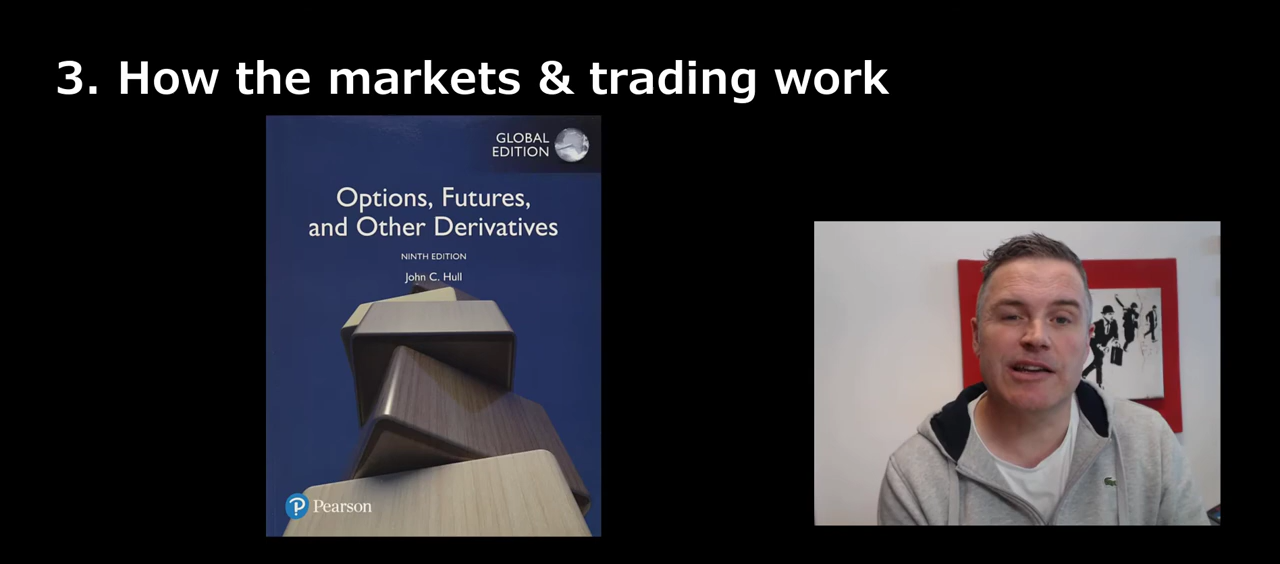 3. How the markets & trading work
GLOBAL
EDITION
Options, Futures,
and Other Derivatives
NINTH EDITION
John C. Hull
Pearson